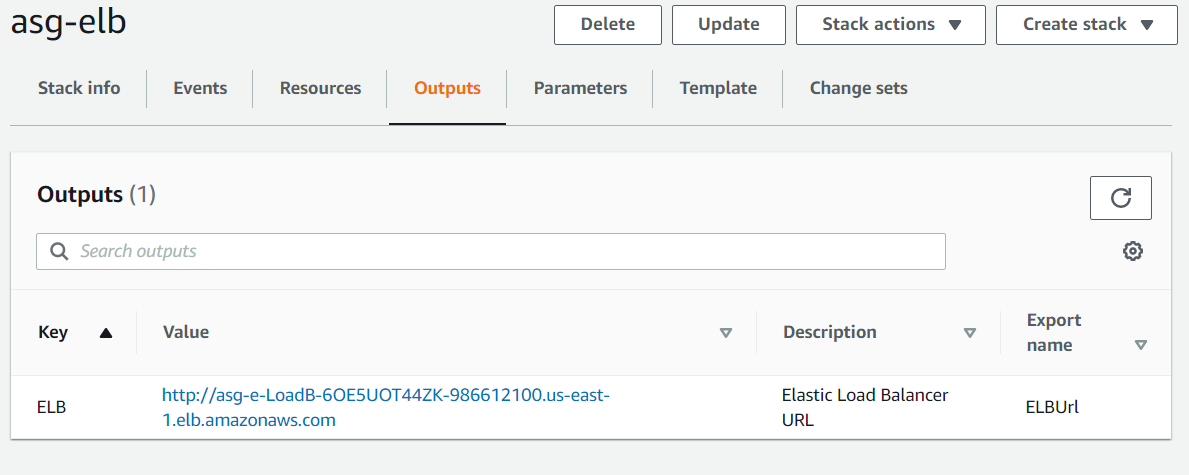 asg-elb
Delete
Update
Stack actions
Create stack
Stack info
Events
Resources
Outputs
Parameters
Template
Change sets
Outputs (1)
Search outputs
Key
Value
Description
Export
name
ELB
http://asg-e-LoadB-6OE5UOT44ZK-986612100.us-east-
1.elb.amazonaws.com
Elastic Load Balancer
URL
ELBUrl